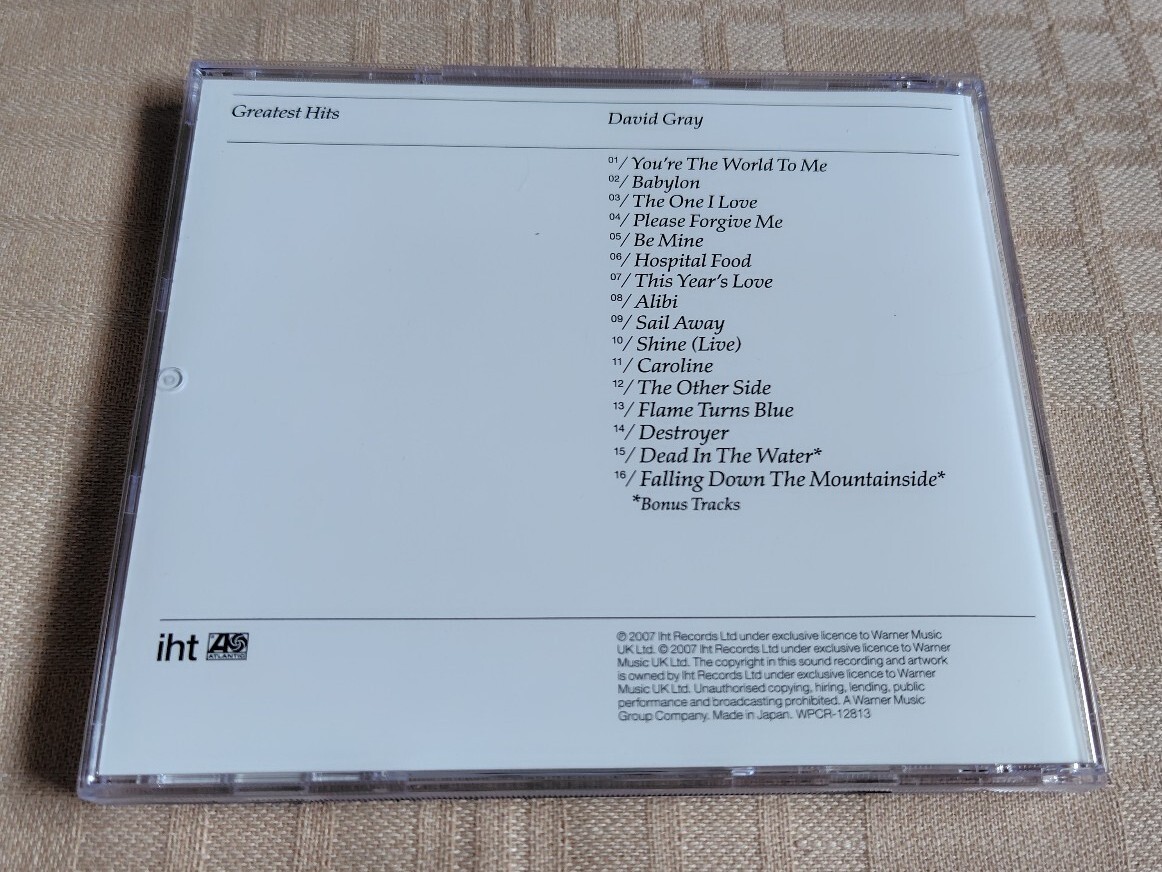 Greatest Hits
David Gray
01/ You're The World To Me
02/ Babylon
03/ The One I Love
04/ Please Forgive Me
05/ Be Mine
06/ Hospital Food
07/ This Year's Love
08/ Alibi
09/ Sail Away
10/ Shine (Live)
11/ Caroline
12/ The Other Side
13/ Flame Turns Blue
14/ Destroyer
15/ Dead In The Water*
16/ Falling Down The Mountainside*
*Bonus Tracks
iht
ATLANTIC
℗ 2007 Iht Records Ltd under exclusive licence to Warner Music
UK Ltd. © 2007 Iht Records Ltd under exclusive licence to Warner
Music UK Ltd. The copyright in this sound recording and artwork
is owned by Iht Records Ltd under exclusive licence to Warner
Music UK Ltd. Unauthorised copying, hiring, lending, public
performance and broadcasting prohibited. A Warner Music
Group Company. Made in Japan. WPCR-12813